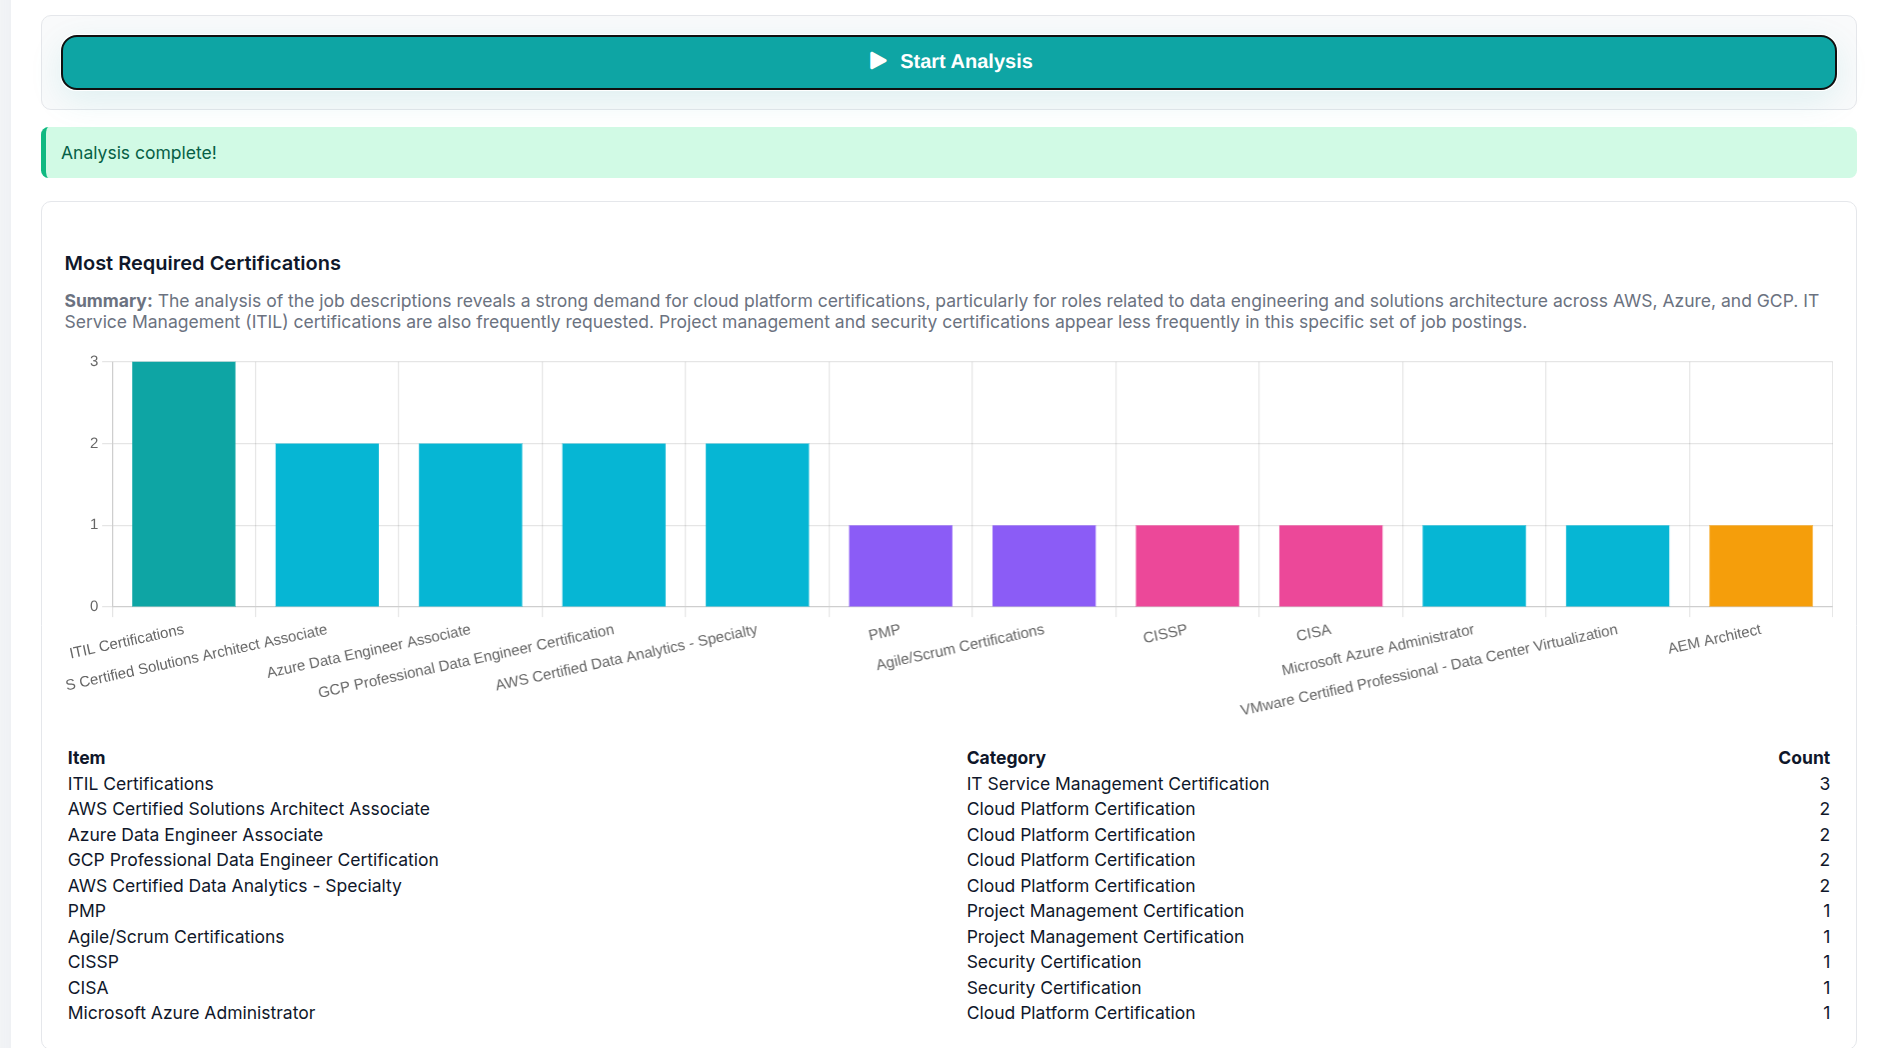 Start Analysis
Analysis complete!
Most Required Certifications
Summary: The analysis of the job descriptions reveals a strong demand for cloud platform certifications, particularly for roles related to data engineering and solutions architecture across AWS, Azure, and GCP. IT
Service Management (ITIL) certifications are also frequently requested. Project management and security certifications appear less frequently in this specific set of job postings.
3
2
1
0
ITIL Certifications
S Certified Solutions Architect Associate
Azure Data Engineer Associate
GCP Professional Data Engineer Certification
AWS Certified Data Analytics - Specialty
PMP
Agile/Scrum Certifications
CISSP
CISA
Microsoft Azure Administrator
VMware Certified Professional - Data Center Virtualization
AEM Architect
Item Category Count
ITIL Certifications IT Service Management Certification 3
AWS Certified Solutions Architect Associate Cloud Platform Certification 2
Azure Data Engineer Associate Cloud Platform Certification 2
GCP Professional Data Engineer Certification Cloud Platform Certification 2
AWS Certified Data Analytics - Specialty Cloud Platform Certification 2
PMP Project Management Certification 1
Agile/Scrum Certifications Project Management Certification 1
CISSP Security Certification 1
CISA Security Certification 1
Microsoft Azure Administrator Cloud Platform Certification 1